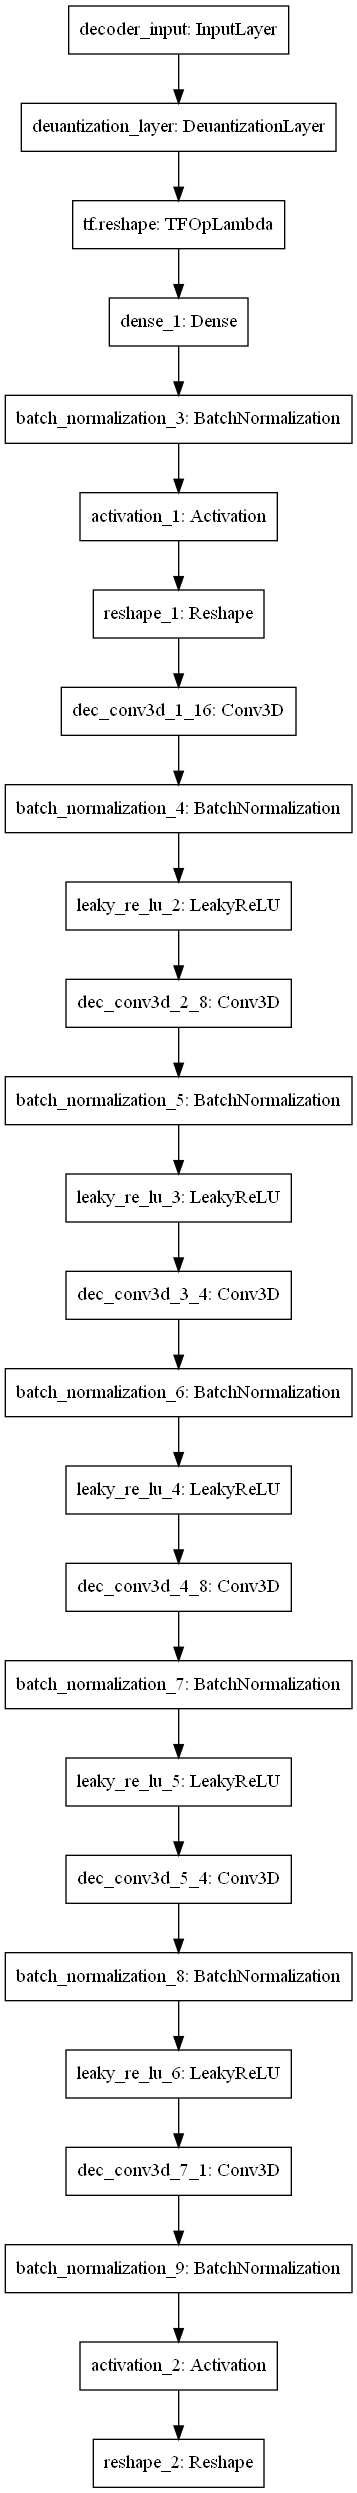 decoder_input: InputLayer
deuantization_layer: DeuantizationLayer
tf.reshape: TFOpLambda
dense_1: Dense
batch_normalization_3: BatchNormalization
activation_1: Activation
reshape_1: Reshape
dec_conv3d_1_16: Conv3D
batch_normalization_4: BatchNormalization
leaky_re_lu_2: LeakyReLU
dec_conv3d_2_8: Conv3D
batch_normalization_5: BatchNormalization
leaky_re_lu_3: LeakyReLU
dec_conv3d_3_4: Conv3D
batch_normalization_6: BatchNormalization
leaky_re_lu_4: LeakyReLU
dec_conv3d_4_8: Conv3D
batch_normalization_7: BatchNormalization
leaky_re_lu_5: LeakyReLU
dec_conv3d_5_4: Conv3D
batch_normalization_8: BatchNormalization
leaky_re_lu_6: LeakyReLU
dec_conv3d_7_1: Conv3D
batch_normalization_9: BatchNormalization
activation_2: Activation
reshape_2: Reshape